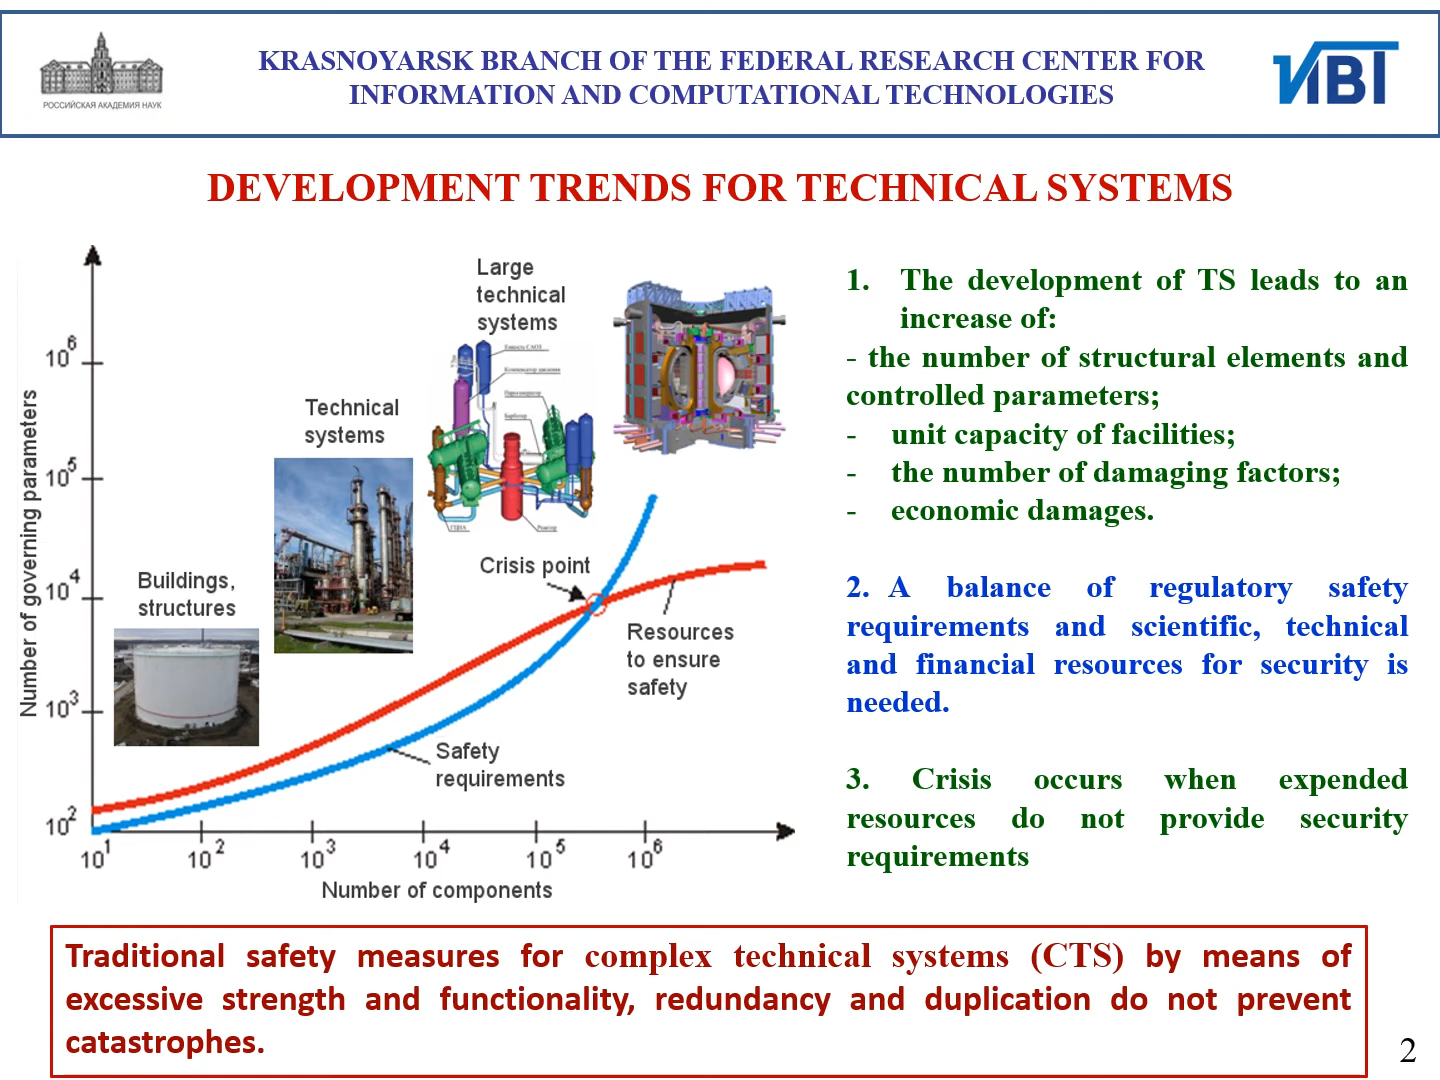 KRASNOYARSK BRANCH OF THE FEDERAL RESEARCH CENTER FOR
INFORMATION AND COMPUTATIONAL TECHNOLOGIES
РОССИЙСКАЯ АКАДЕМИЯ НАУК
ИВТ
DEVELOPMENT TRENDS FOR TECHNICAL SYSTEMS
Number of governing parameters
10⁶
10⁵
10⁴
10³
10²
10¹ 10² 10³ 10⁴ 10⁵ 10⁶
Number of components
Buildings,
structures
Technical
systems
Large
technical
systems
Компенсатор давления
Парогенератор
Барботер
ГЦНА
Реактор
Crisis point
Resources
to ensure
safety
Safety
requirements
1. The development of TS leads to an
increase of:
- the number of structural elements and
controlled parameters;
- unit capacity of facilities;
- the number of damaging factors;
- economic damages.
2. A balance of regulatory safety
requirements and scientific, technical
and financial resources for security is
needed.
3. Crisis occurs when expended
resources do not provide security
requirements
Traditional safety measures for complex technical systems (CTS) by means of
excessive strength and functionality, redundancy and duplication do not prevent
catastrophes.
2